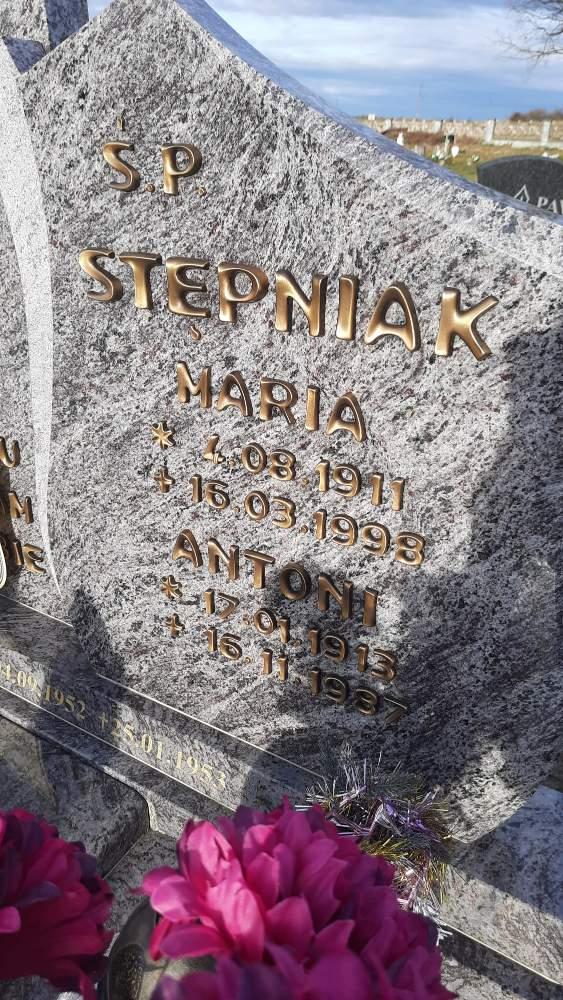 Ś.P.
STĘPNIAK
MARIA
* 4.08.1911
+ 16.03.1998
ANTONI
* 17.01.1913
+ 16.11.1987
4.09.1952 +25.01.1953